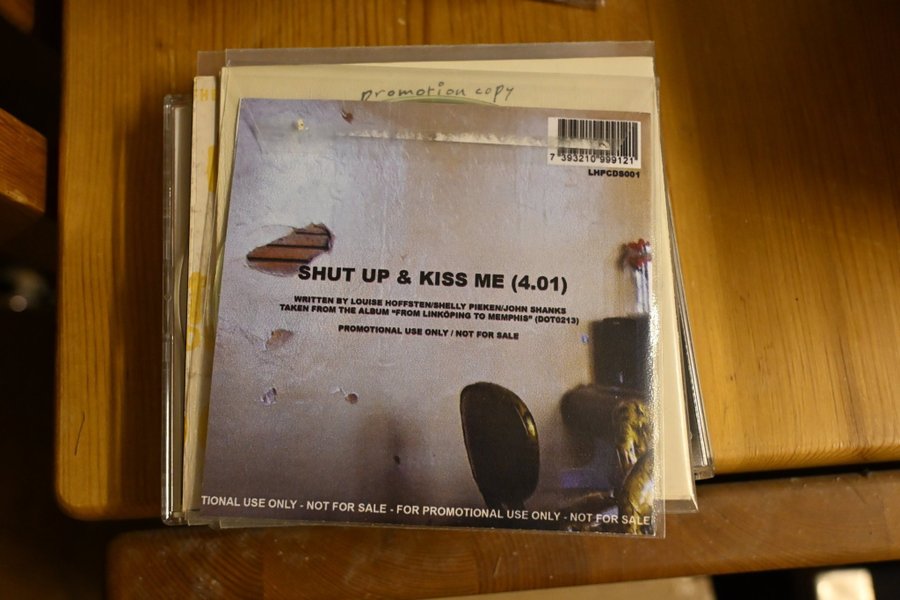 promotion copy
7 393210 999121
LHPCDS001
SHUT UP & KISS ME (4.01)
WRITTEN BY LOUISE HOFFSTEN/SHELLY PIEKEN/JOHN SHANKS
TAKEN FROM THE ALBUM "FROM LINKÖPING TO MEMPHIS" (DOT0213)
PROMOTIONAL USE ONLY / NOT FOR SALE
TIONAL USE ONLY - NOT FOR SALE - FOR PROMOTIONAL USE ONLY - NOT FOR SALE